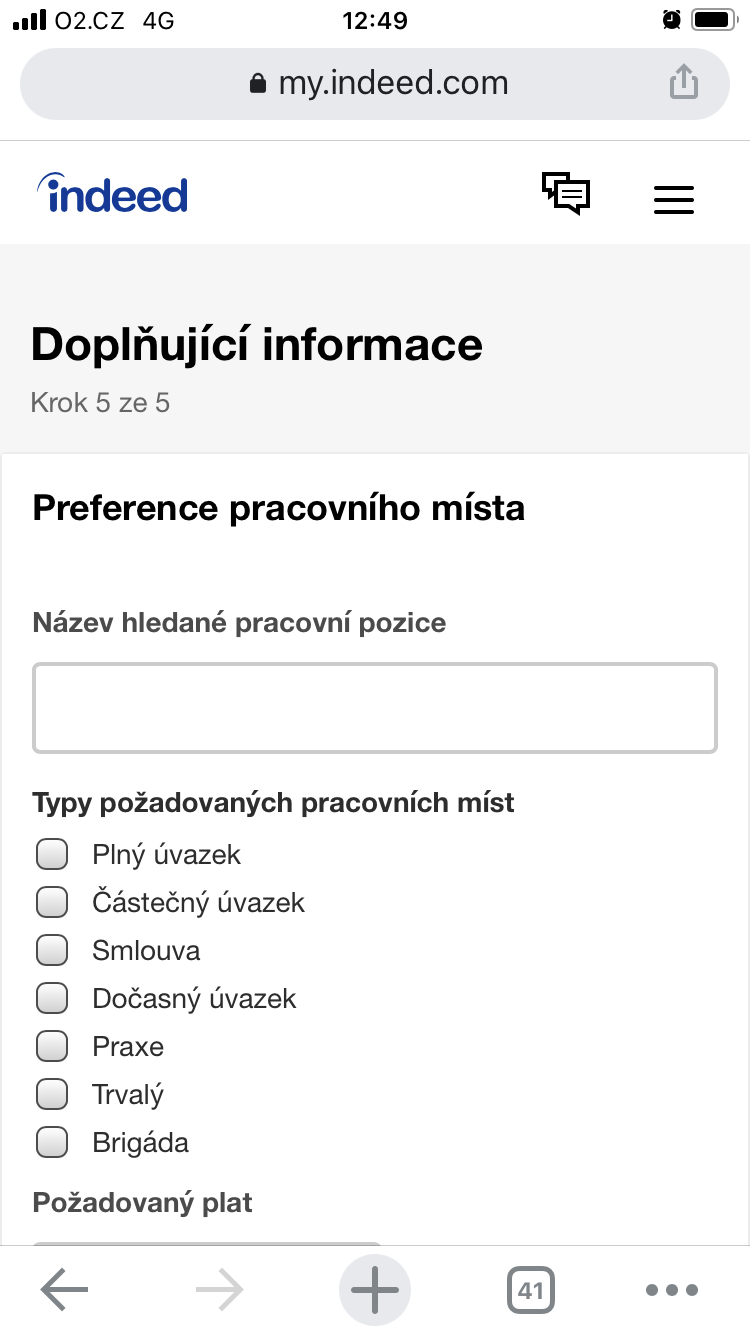 O2.CZ 4G 12:49
my.indeed.com
indeed
Doplňující informace
Krok 5 ze 5
Preference pracovního místa
Název hledané pracovní pozice
Typy požadovaných pracovních míst
Plný úvazek
Částečný úvazek
Smlouva
Dočasný úvazek
Praxe
Trvalý
Brigáda
Požadovaný plat
41